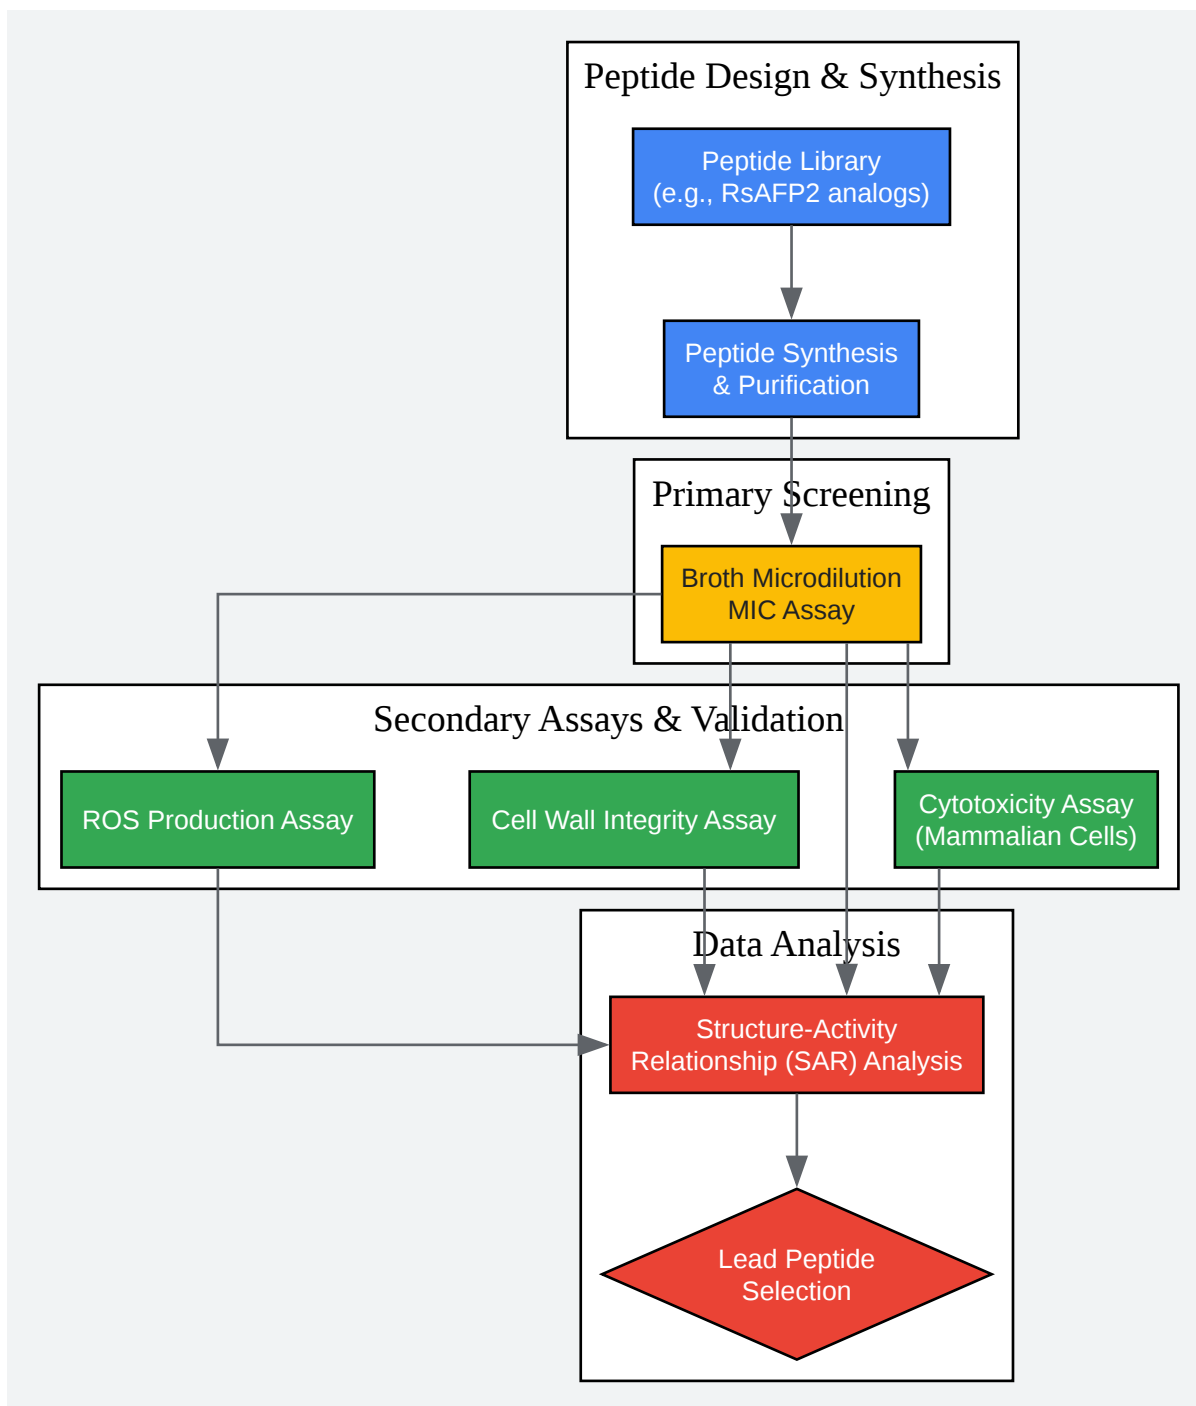 Peptide Design & Synthesis
Peptide Library
(e.g., RsAFP2 analogs)
Peptide Synthesis
& Purification
Primary Screening
Broth Microdilution
MIC Assay
Secondary Assays & Validation
ROS Production Assay
Cell Wall Integrity Assay
Cytotoxicity Assay
(Mammalian Cells)
Data Analysis
Structure-Activity
Relationship (SAR) Analysis
Lead Peptide
Selection